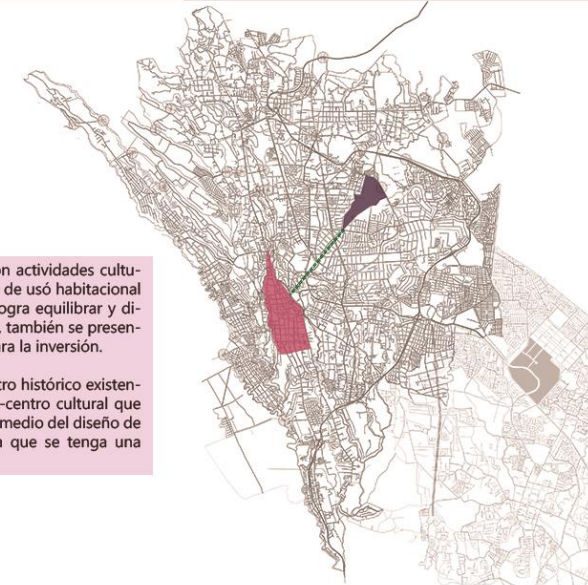 on actividades cultu-
de usó habitacional
ogra equilibrar y di-
, también se presen-
ara la inversión.
tro histórico existen-
-centro cultural que
medio del diseño de
a que se tenga una